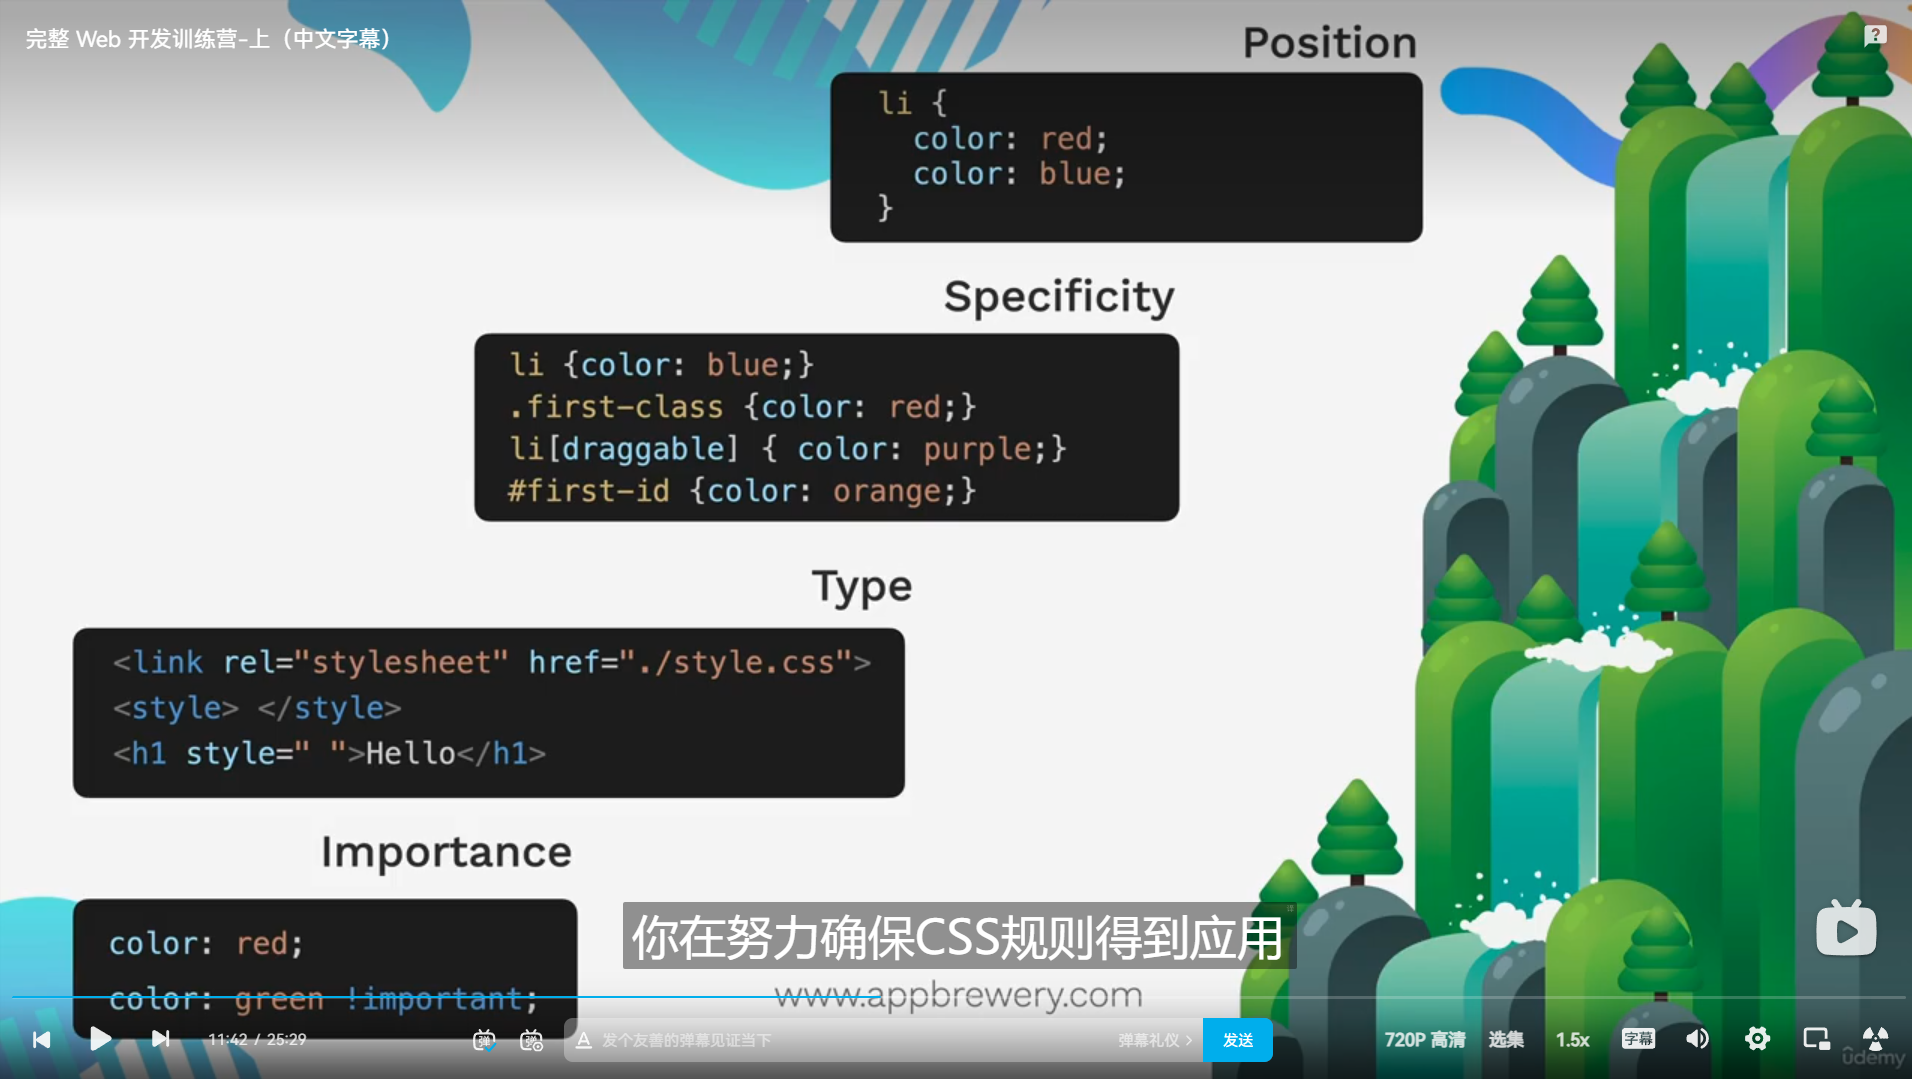 完整 Web 开发训练营-上（中文字幕）
Position
li {
color: red;
color: blue;
}
Specificity
li {color: blue;}
.first-class {color: red;}
li[draggable] { color: purple;}
#first-id {color: orange;}
Type
<link rel="stylesheet" href="./style.css">
<style> </style>
<h1 style=" ">Hello</h1>
Importance
color: red;
color: green !important;
你在努力确保CSS规则得到应用
www.appbrewery.com
11:42 / 25:29
弹
弹
A 发个友善的弹幕见证当下
弹幕礼仪 >
发送
720P 高清
选集
1.5x
字幕
ûdemy